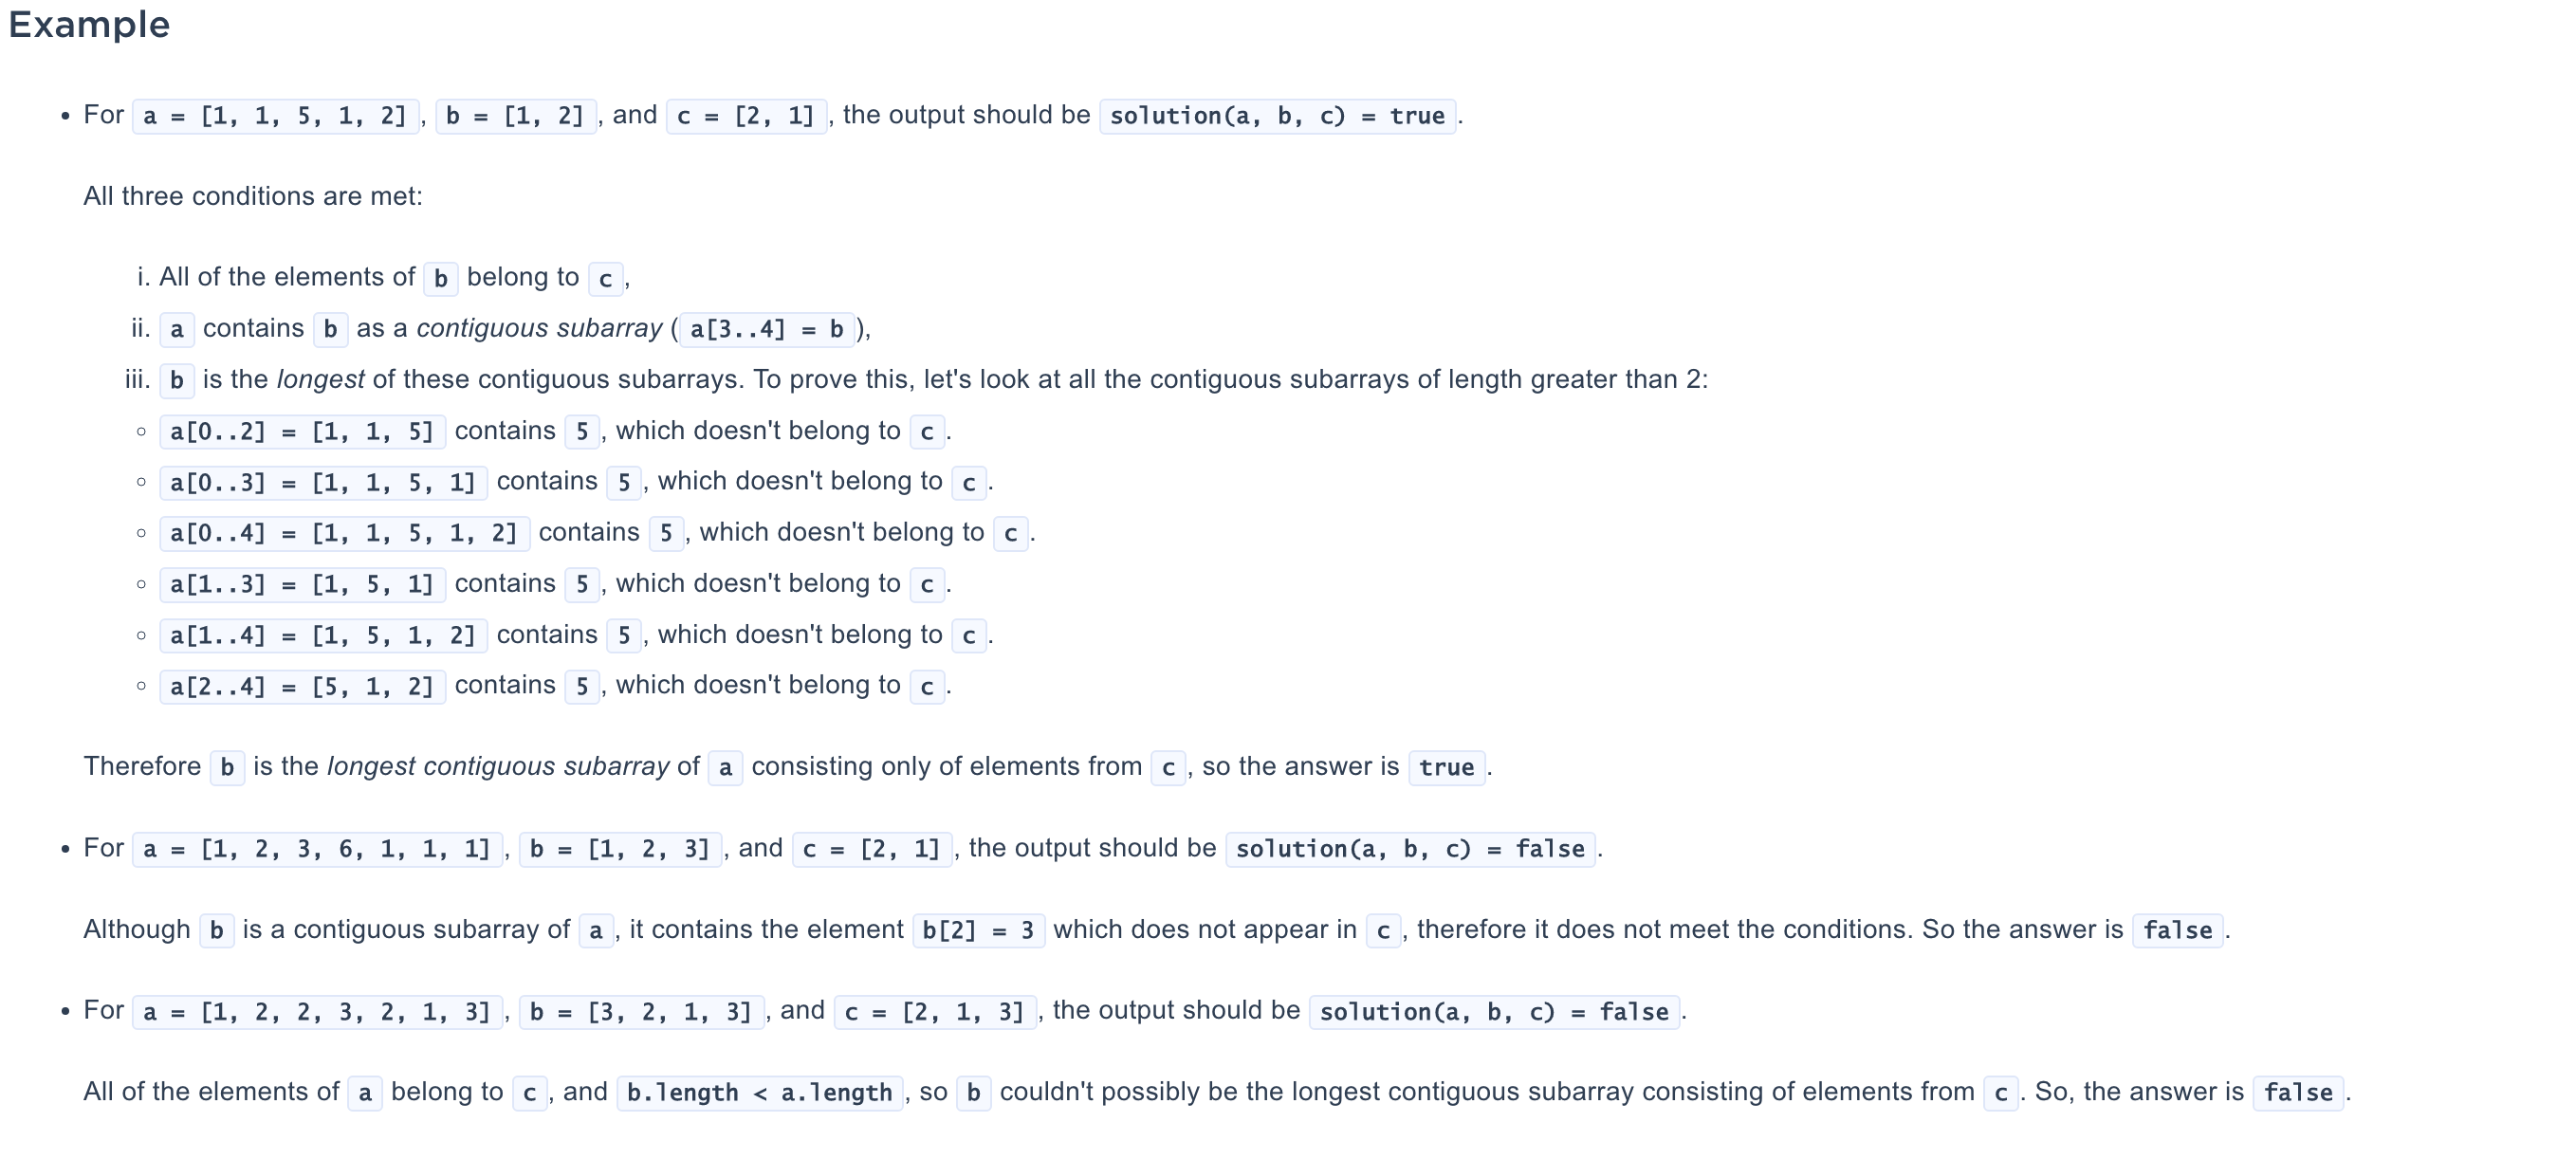 Example
• For a = [1, 1, 5, 1, 2], b = [1, 2], and c = [2, 1], the output should be solution(a, b, c) = true.
All three conditions are met:
i. All of the elements of b belong to c,
ii. a contains b as a contiguous subarray (a[3..4] = b),
iii. b is the longest of these contiguous subarrays. To prove this, let's look at all the contiguous subarrays of length greater than 2:
◦ a[0..2] = [1, 1, 5] contains 5, which doesn't belong to c.
◦ a[0..3] = [1, 1, 5, 1] contains 5, which doesn't belong to c.
◦ a[0..4] = [1, 1, 5, 1, 2] contains 5, which doesn't belong to c.
◦ a[1..3] = [1, 5, 1] contains 5, which doesn't belong to c.
◦ a[1..4] = [1, 5, 1, 2] contains 5, which doesn't belong to c.
◦ a[2..4] = [5, 1, 2] contains 5, which doesn't belong to c.
Therefore b is the longest contiguous subarray of a consisting only of elements from c, so the answer is true.
• For a = [1, 2, 3, 6, 1, 1, 1], b = [1, 2, 3], and c = [2, 1], the output should be solution(a, b, c) = false.
Although b is a contiguous subarray of a, it contains the element b[2] = 3 which does not appear in c, therefore it does not meet the conditions. So the answer is false.
• For a = [1, 2, 2, 3, 2, 1, 3], b = [3, 2, 1, 3], and c = [2, 1, 3], the output should be solution(a, b, c) = false.
All of the elements of a belong to c, and b.length < a.length, so b couldn't possibly be the longest contiguous subarray consisting of elements from c. So, the answer is false.